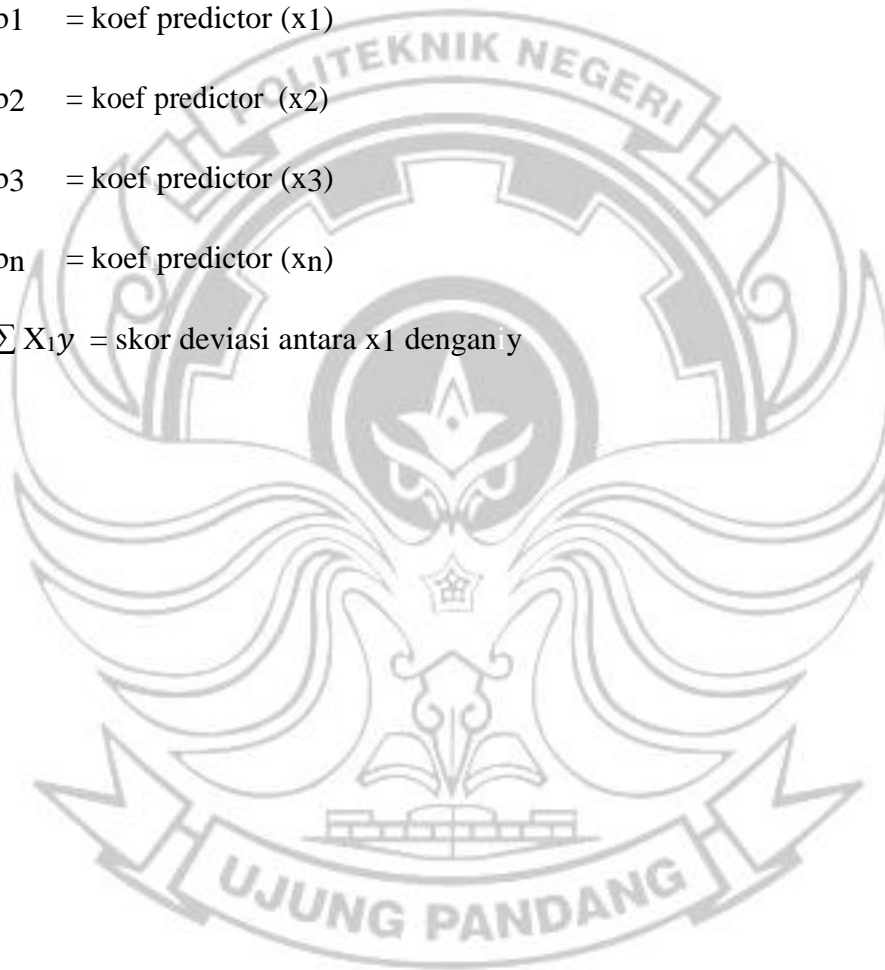 b1 = koef predictor (x1)
b2 = koef predictor (x2)
b3 = koef predictor (x3)
bn = koef predictor (xn)
∑ X₁y = skor deviasi antara x1 dengan y
POLITEKNIK NEGERI
UJUNG PANDANG